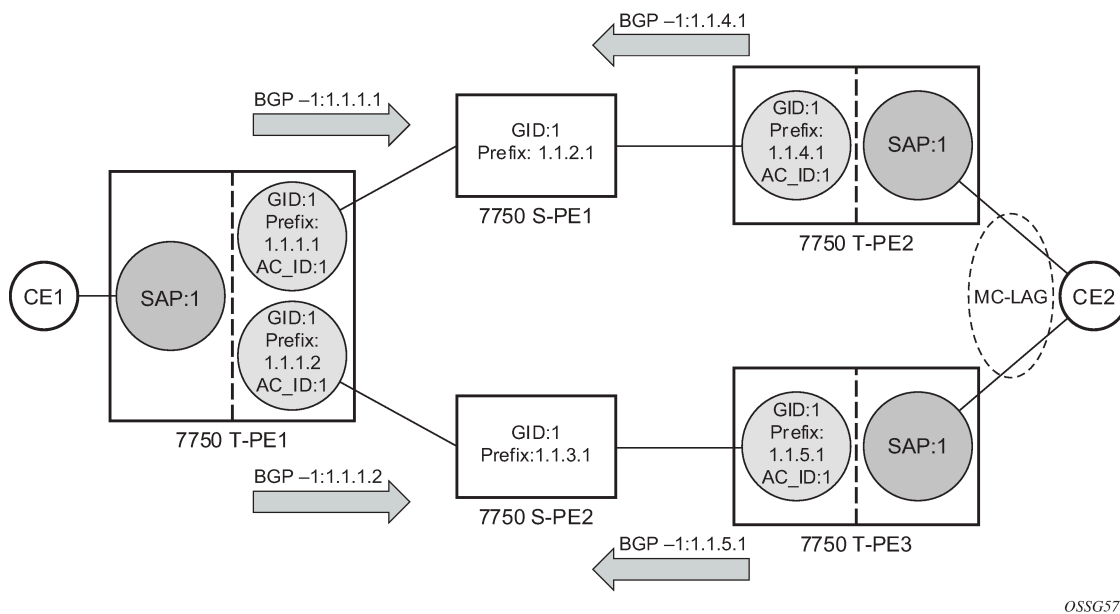 BGP –1:1.1.4.1
BGP –1:1.1.1.1
GID:1
Prefix: 1.1.2.1
7750 S-PE1
GID:1
Prefix:
1.1.4.1
AC_ID:1
SAP:1
7750 T-PE2
CE1
SAP:1
GID:1
Prefix:
1.1.1.1
AC_ID:1
GID:1
Prefix:
1.1.1.2
AC_ID:1
7750 T-PE1
MC-LAG
CE2
BGP –1:1.1.1.2
GID:1
Prefix:1.1.3.1
7750 S-PE2
GID:1
Prefix:
1.1.5.1
AC_ID:1
SAP:1
7750 T-PE3
BGP –1:1.1.5.1
OSSG57